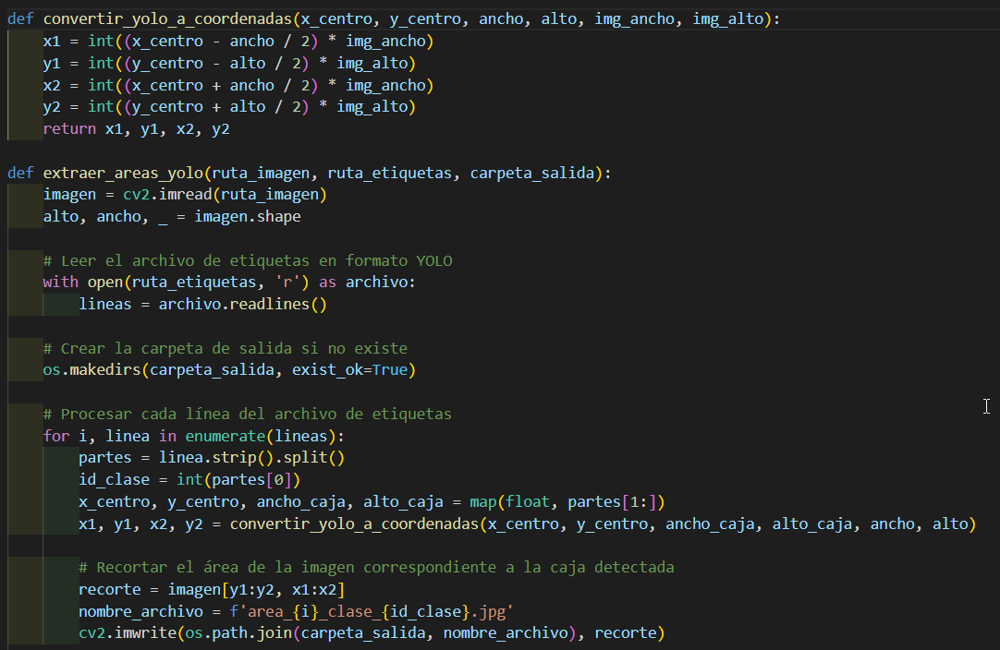 def convertir_yolo_a_coordenadas(x_centro, y_centro, ancho, alto, img_ancho, img_alto):
    x1 = int((x_centro - ancho / 2) * img_ancho)
    y1 = int((y_centro - alto / 2) * img_alto)
    x2 = int((x_centro + ancho / 2) * img_ancho)
    y2 = int((y_centro + alto / 2) * img_alto)
    return x1, y1, x2, y2

def extraer_areas_yolo(ruta_imagen, ruta_etiquetas, carpeta_salida):
    imagen = cv2.imread(ruta_imagen)
    alto, ancho, _ = imagen.shape

    # Leer el archivo de etiquetas en formato YOLO
    with open(ruta_etiquetas, 'r') as archivo:
        lineas = archivo.readlines()

    # Crear la carpeta de salida si no existe
    os.makedirs(carpeta_salida, exist_ok=True)

    # Procesar cada línea del archivo de etiquetas
    for i, linea in enumerate(lineas):
        partes = linea.strip().split()
        id_clase = int(partes[0])
        x_centro, y_centro, ancho_caja, alto_caja = map(float, partes[1:])
        x1, y1, x2, y2 = convertir_yolo_a_coordenadas(x_centro, y_centro, ancho_caja, alto_caja, ancho, alto)

        # Recortar el área de la imagen correspondiente a la caja detectada
        recorte = imagen[y1:y2, x1:x2]
        nombre_archivo = f'area_{i}_clase_{id_clase}.jpg'
        cv2.imwrite(os.path.join(carpeta_salida, nombre_archivo), recorte)